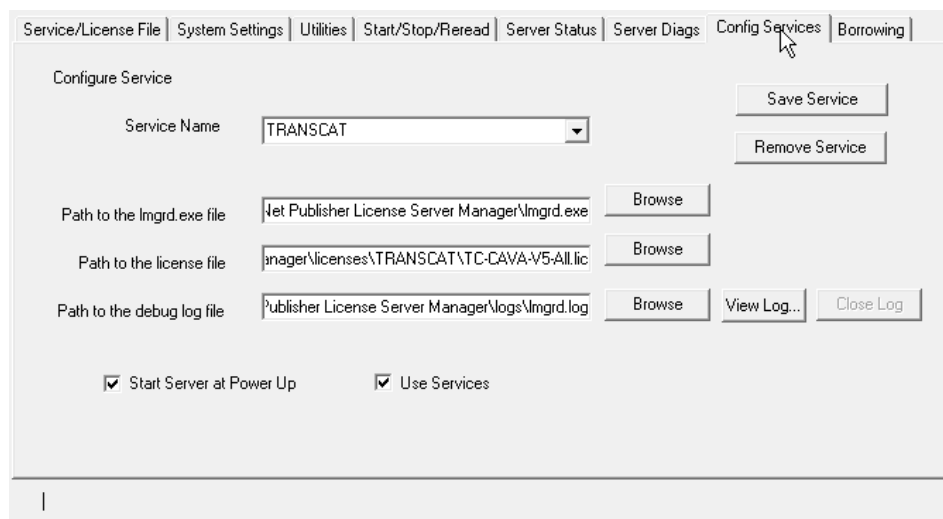 Service/License File System Settings Utilities Start/Stop/Reread Server Status Server Diags Config Services Borrowing
Configure Service
Save Service
Service Name TRANSCAT
Remove Service
Path to the lmgrd.exe file Net Publisher License Server Manager\lmgrd.exe Browse
Path to the license file anager\licenses\TRANSCAT\TC-CAVA-V5-All.lic Browse
Path to the debug log file Publisher License Server Manager\logs\lmgrd.log Browse View Log... Close Log
Start Server at Power Up Use Services